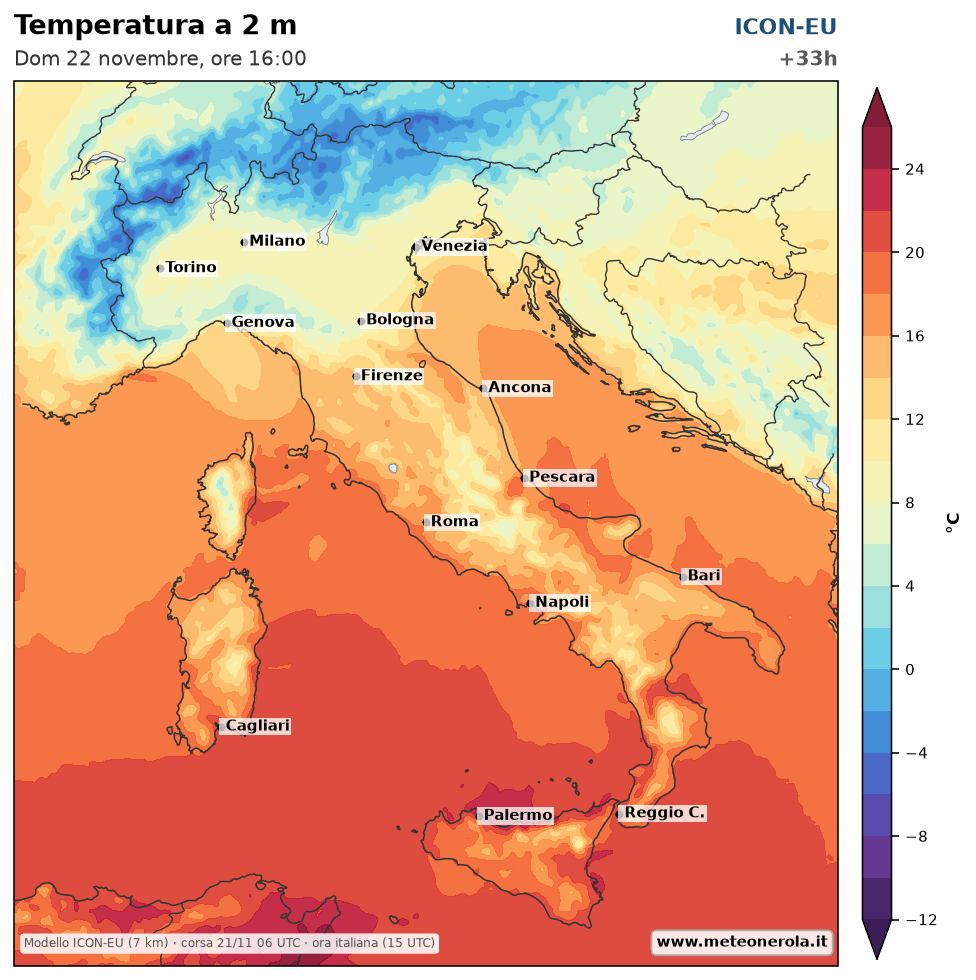 Temperatura a 2 m
ICON-EU
Dom 22 novembre, ore 16:00
+33h
Milano
Venezia
Torino
Genova
Bologna
Firenze
Ancona
Pescara
Roma
Bari
Napoli
Cagliari
Palermo
Reggio C.
24
20
16
12
8
4
0
−4
−8
−12
°C
Modello ICON-EU (7 km) · corsa 21/11 06 UTC · ora italiana (15 UTC)
www.meteonerola.it